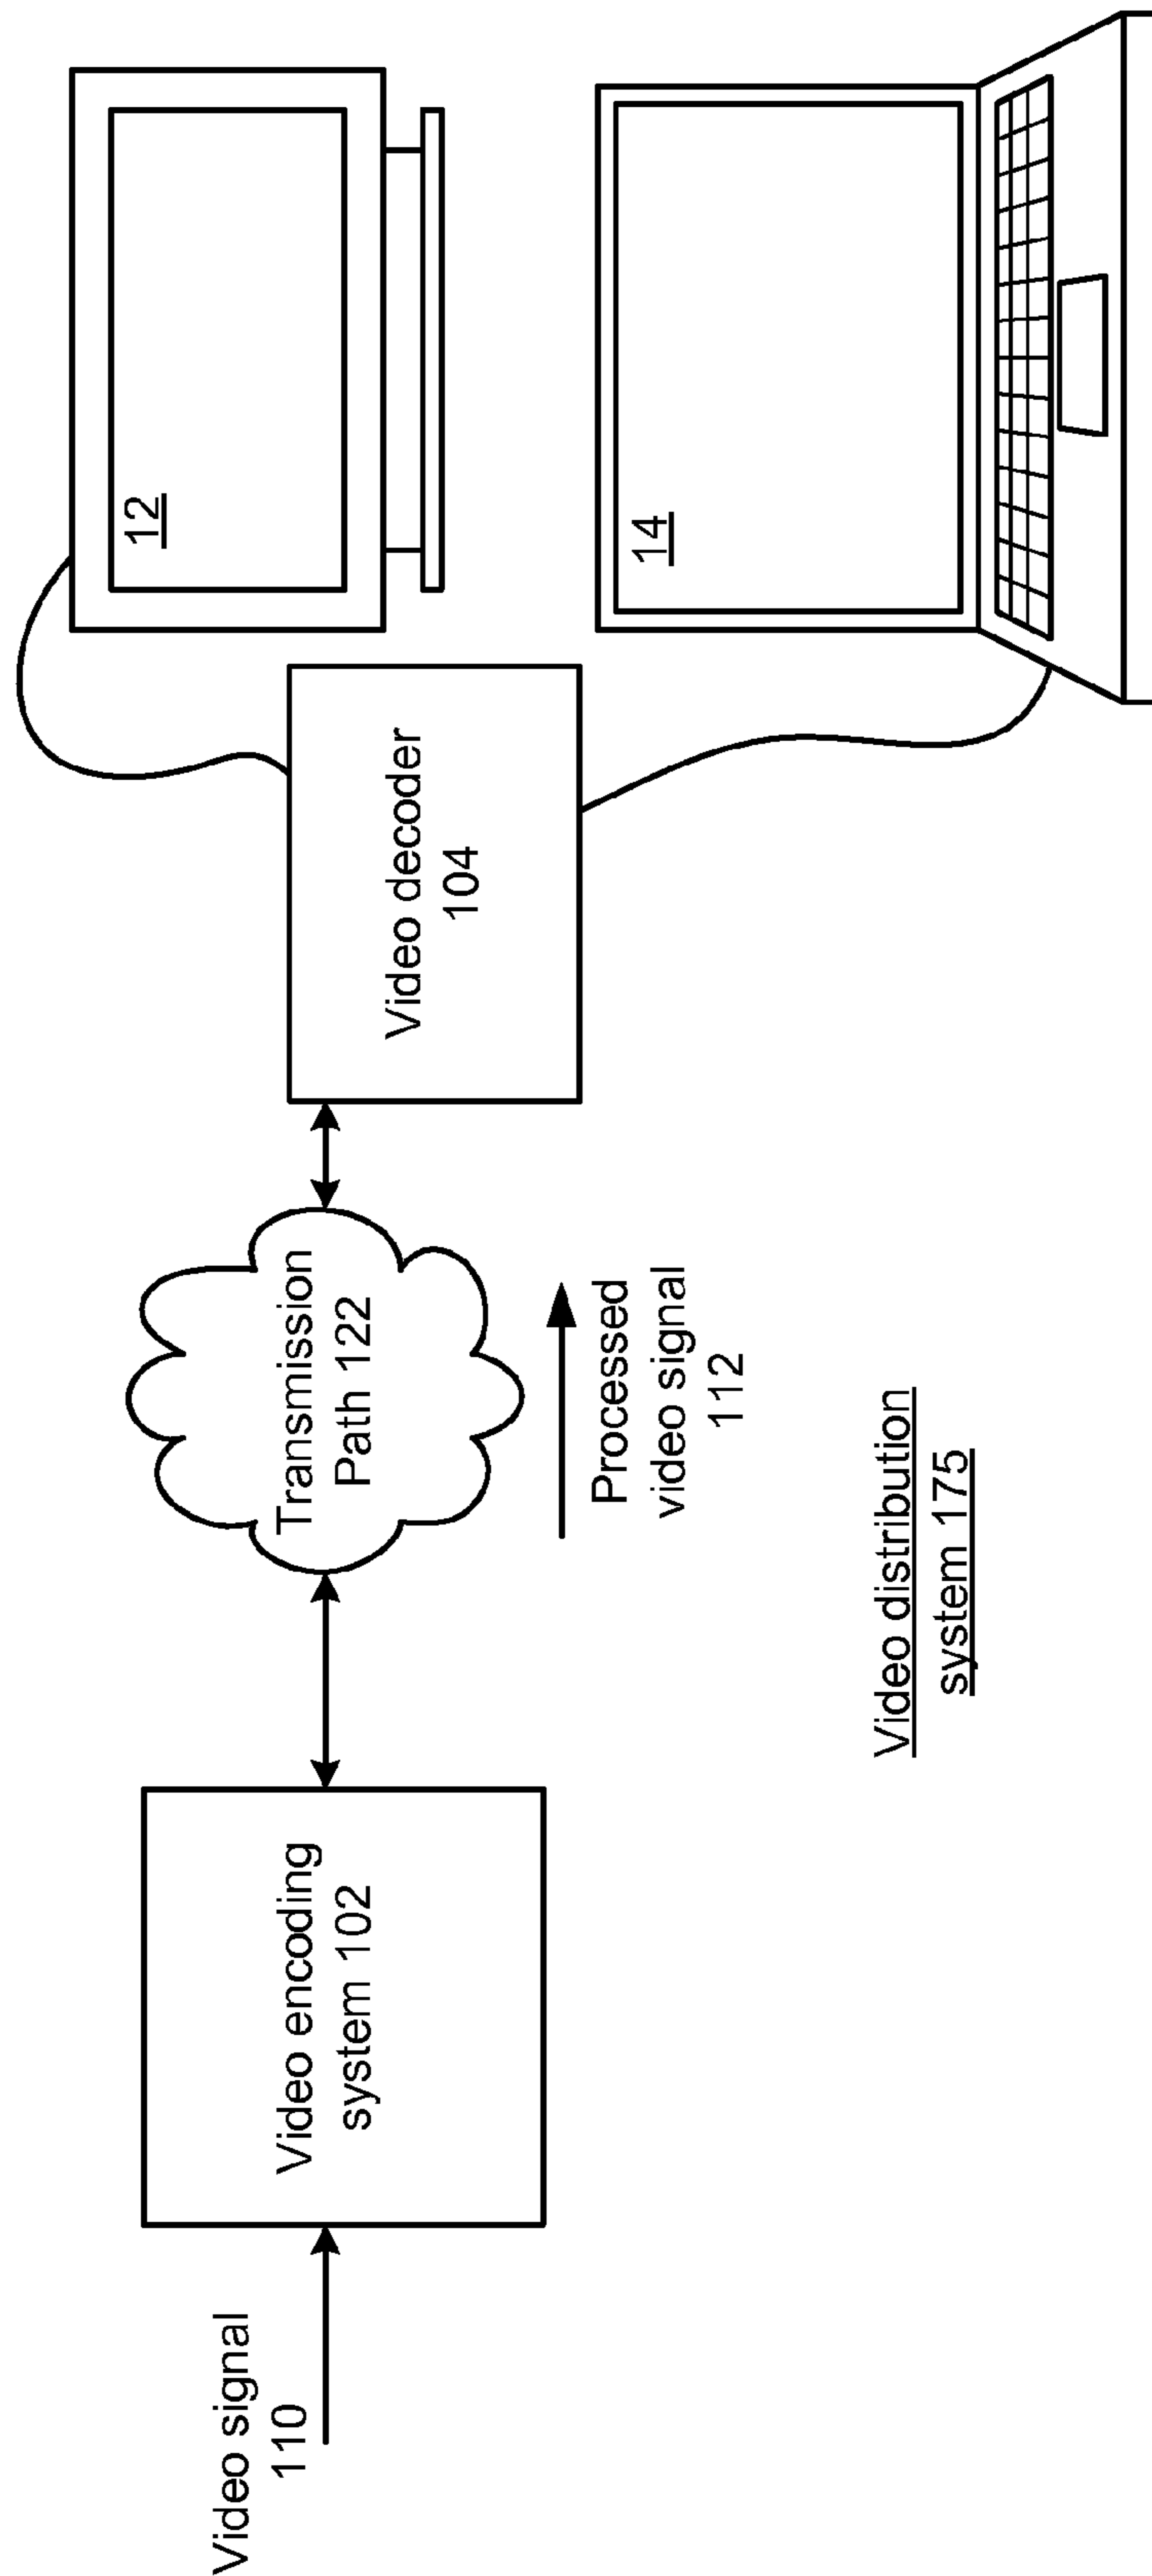 Video signal
110
Video encoding
system 102
Transmission
Path 122
Processed
video signal
112
Video decoder
104
12
14
Video distribution
system 175